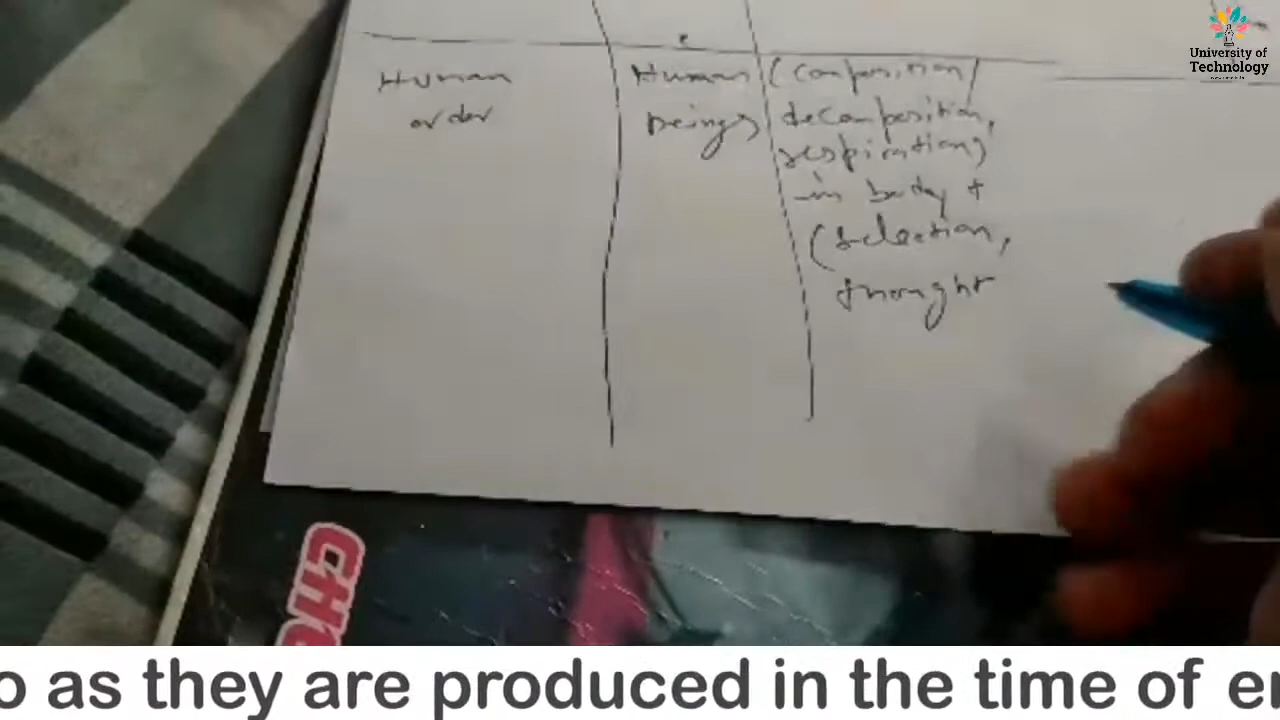 University of
Technology
Human
order
Human
beings
(composition/
decomposition,
respiration)
in body +
(selection,
thought
CHO
o as they are produced in the time of e